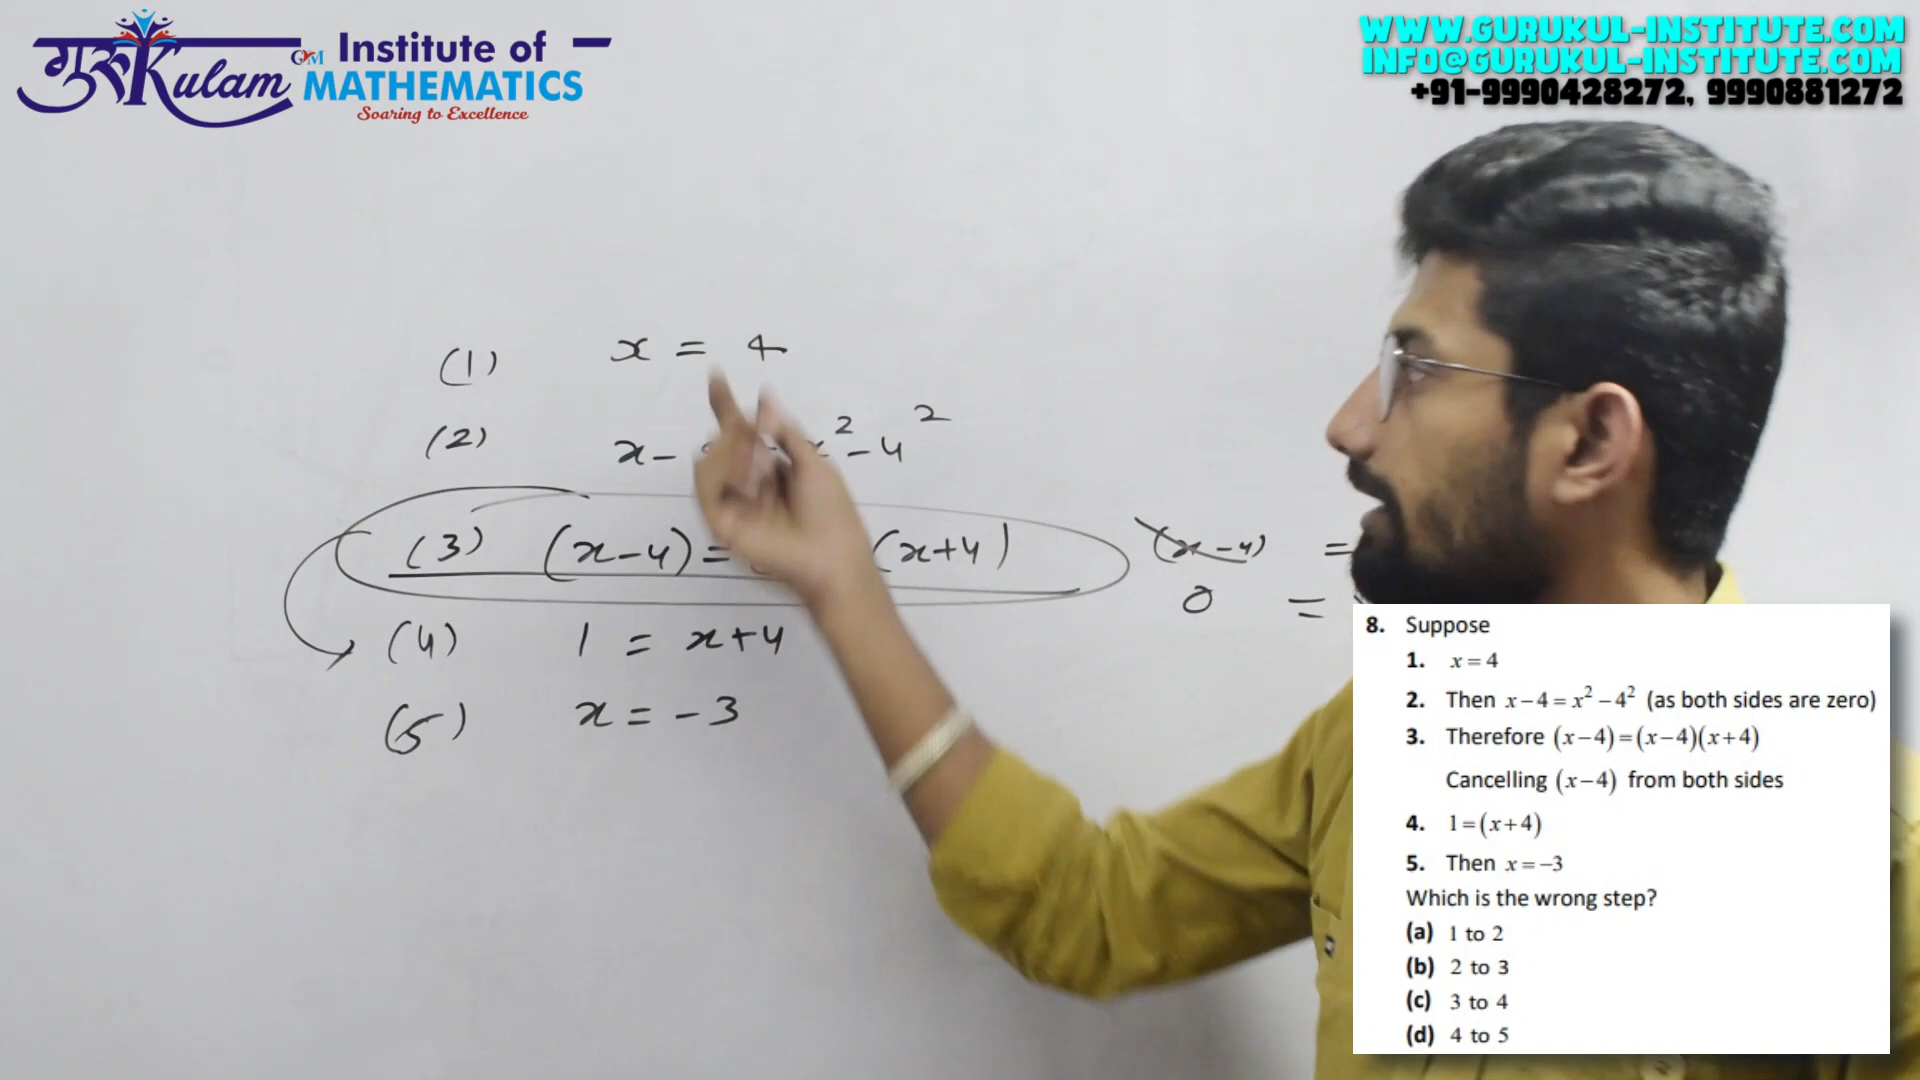 गुरुKulam
GIM Institute of
MATHEMATICS
Soaring to Excellence
WWW.GURUKUL-INSTITUTE.COM
INFO@GURUKUL-INSTITUTE.COM
+91-9990428272, 9990881272
(1) x = 4
(2) x - x² - 4²
(3) (x-4) = (x+4)
(x-4) =
0 =
(4) 1 = x+4
(5) x = -3
8. Suppose
1. x = 4
2. Then x-4 = x² - 4² (as both sides are zero)
3. Therefore (x-4) = (x-4)(x+4)
Cancelling (x-4) from both sides
4. 1 = (x+4)
5. Then x = -3
Which is the wrong step?
(a) 1 to 2
(b) 2 to 3
(c) 3 to 4
(d) 4 to 5